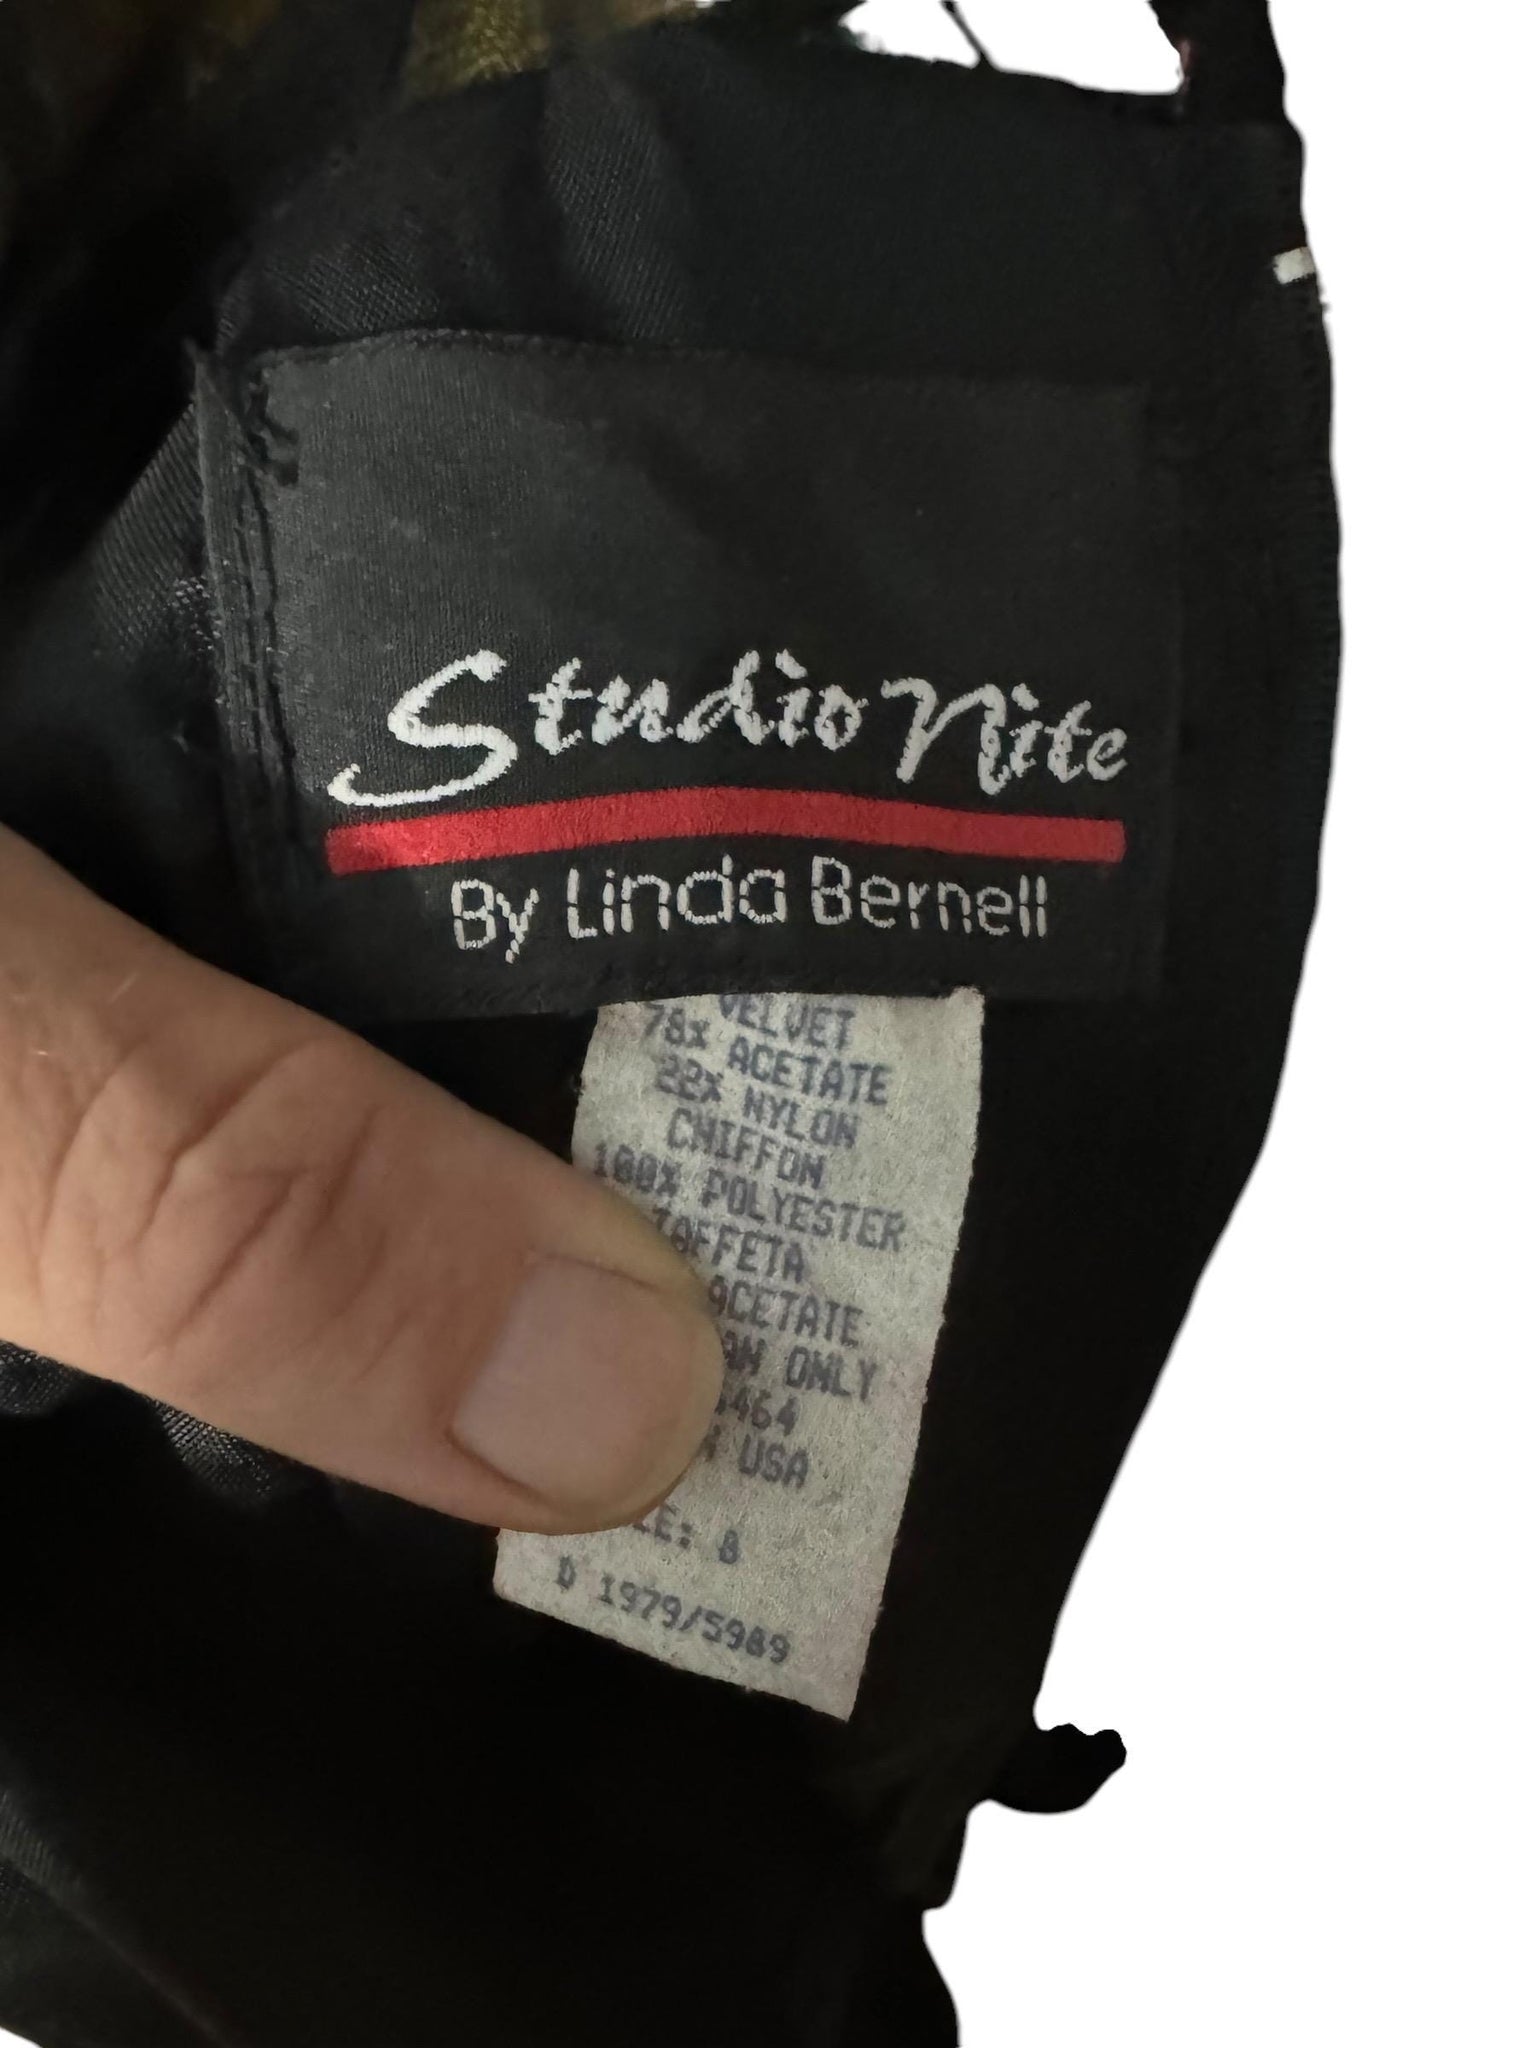 Studio Nite
By Linda Bernell
VELVET
78% ACETATE
22% NYLON
CHIFFON
100% POLYESTER
TAFFETA
ACETATE
ONLY
USA
8
D 1979/5989